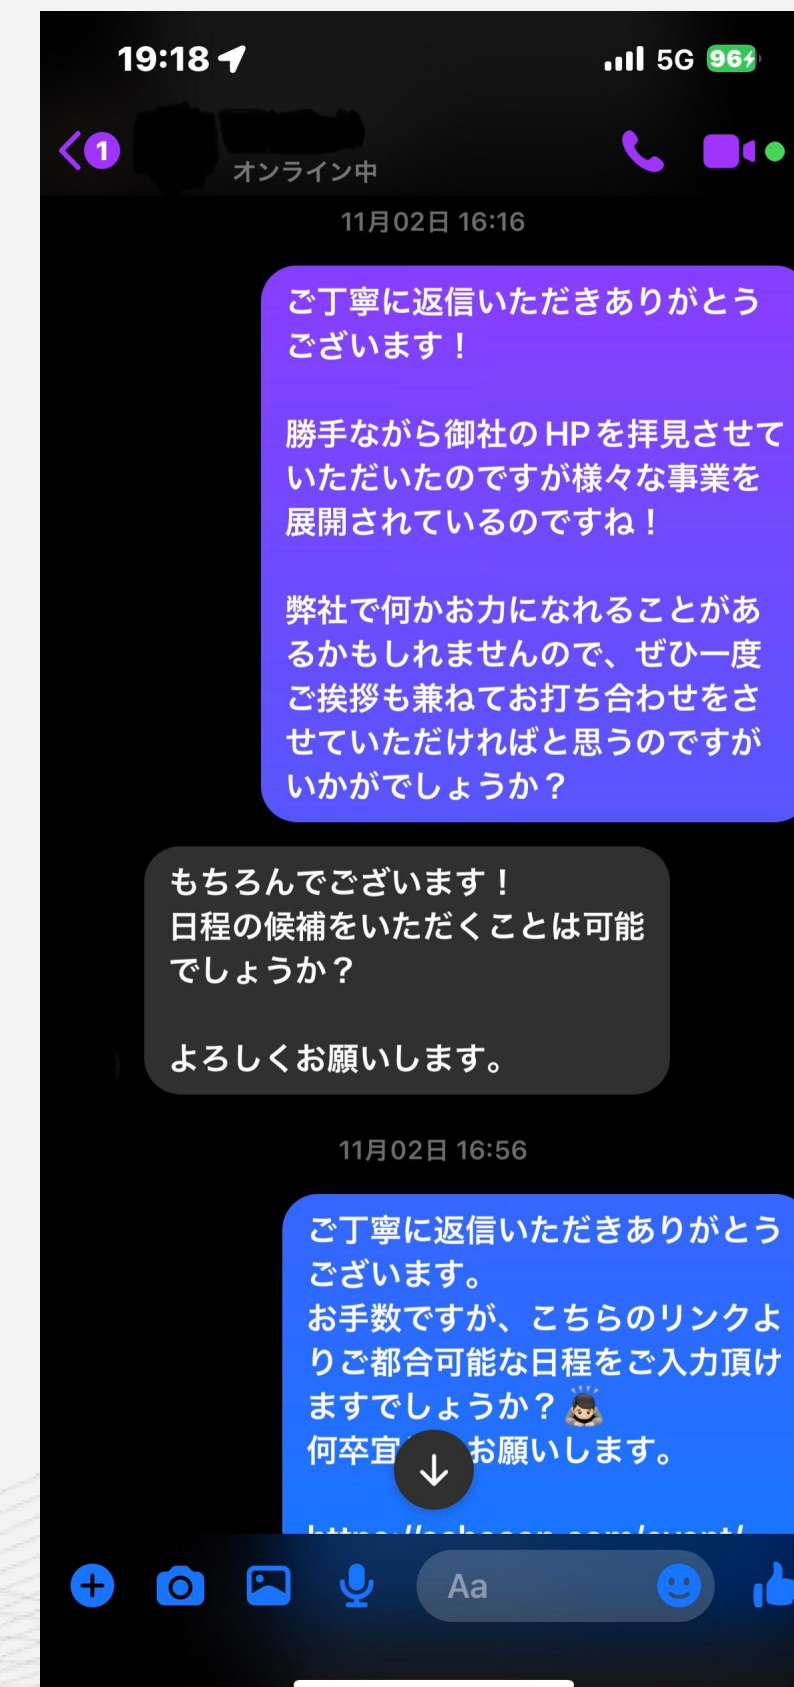 19:18
5G 96
1
オンライン中
11月02日 16:16
ご丁寧に返信いただきありがとう
ございます！
勝手ながら御社のHPを拝見させて
いただいたのですが様々な事業を
展開されているのですね！
弊社で何かお力になれることがあ
るかもしれませんので、ぜひ一度
ご挨拶も兼ねてお打ち合わせをさ
せていただければと思うのですが
いかがでしょうか？
もちろんでございます！
日程の候補をいただくことは可能
でしょうか？
よろしくお願いします。
11月02日 16:56
ご丁寧に返信いただきありがとう
ございます。
お手数ですが、こちらのリンクよ
りご都合可能な日程をご入力頂け
ますでしょうか？🙇🏻‍♂️
何卒宜 お願いします。
Aa